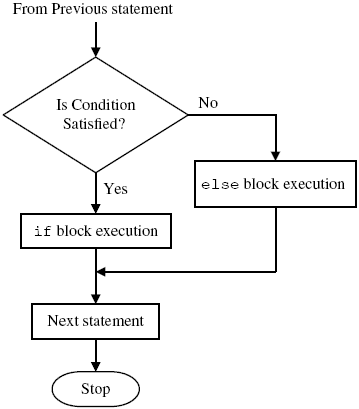 From Previous statement
Is Condition
Satisfied?
No
Yes
else block execution
if block execution
Next statement
Stop